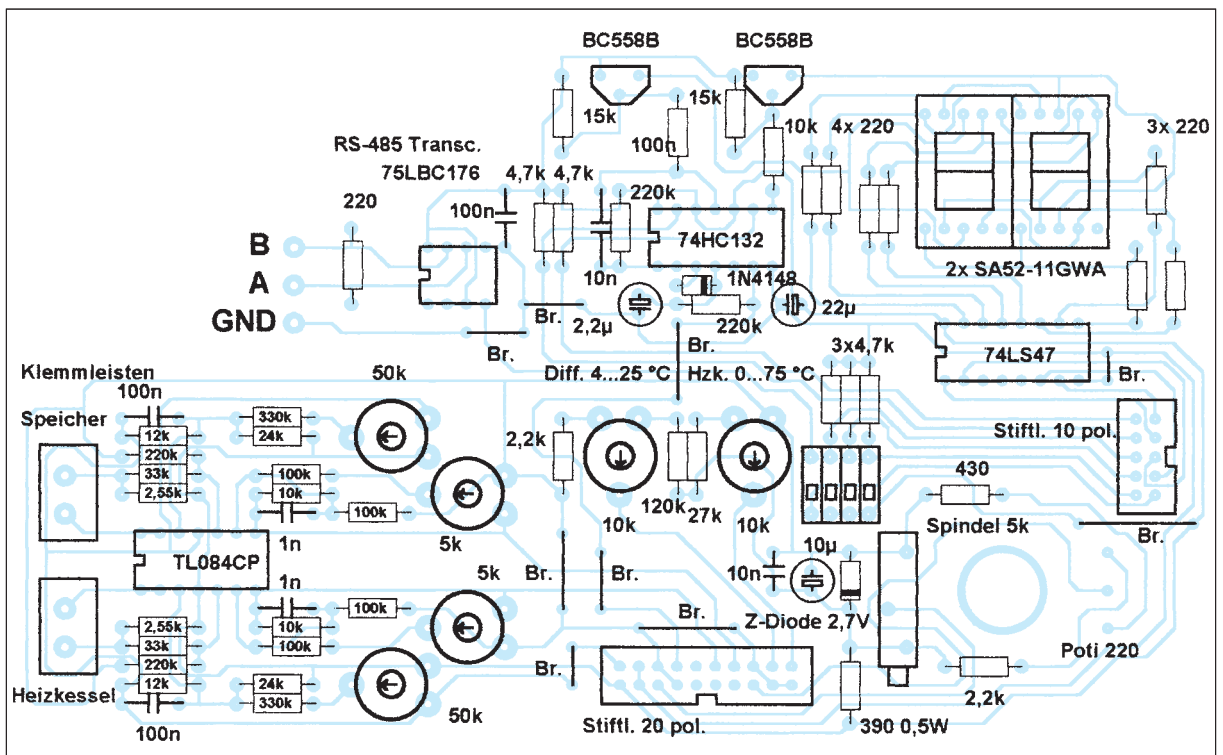 BC558B
BC558B
15k
15k
100n
10k
4x 220
3x 220
RS-485 Transc.
75LBC176
4,7k 4,7k
220k
220
100n
B
A
GND
74HC132
10n
1N4148
2x SA52-11GWA
Br.
2,2µ
220k
22µ
Br.
Br.
74LS47
3x4,7k
Br.
Klemmleisten
100n
50k
Diff. 4...25 °C
Hzk. 0...75 °C
Speicher
330k
12k
24k
220k
33k
2,55k
100k
10k
100k
1n
5k
2,2k
10k
120k
27k
10k
Stiftl. 10 pol.
430
Spindel 5k
Br.
TL084CP
1n
5k
Br.
Br.
10n
10µ
Z-Diode 2,7V
100k
2,55k
10k
33k
100k
220k
12k
24k
330k
Br.
Br.
Poti 220
2,2k
Heizkessel
100n
50k
Stiftl. 20 pol.
390 0,5W